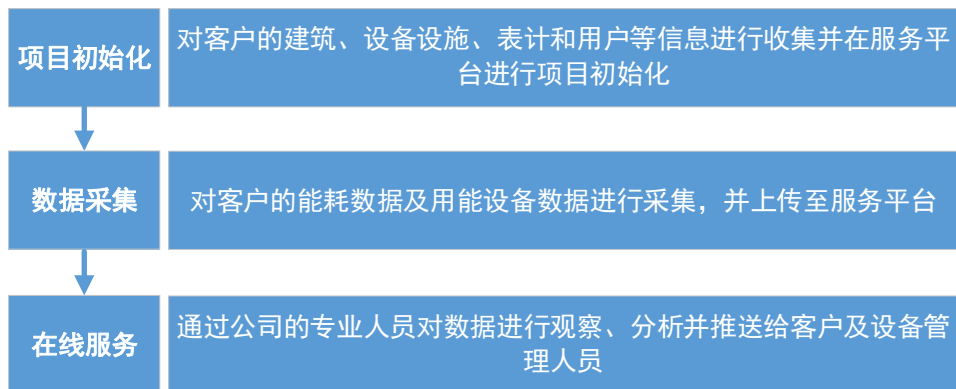 项目初始化
对客户的建筑、设备设施、表计和用户等信息进行收集并在服务平
台进行项目初始化
数据采集
对客户的能耗数据及用能设备数据进行采集，并上传至服务平台
在线服务
通过公司的专业人员对数据进行观察、分析并推送给客户及设备管
理人员